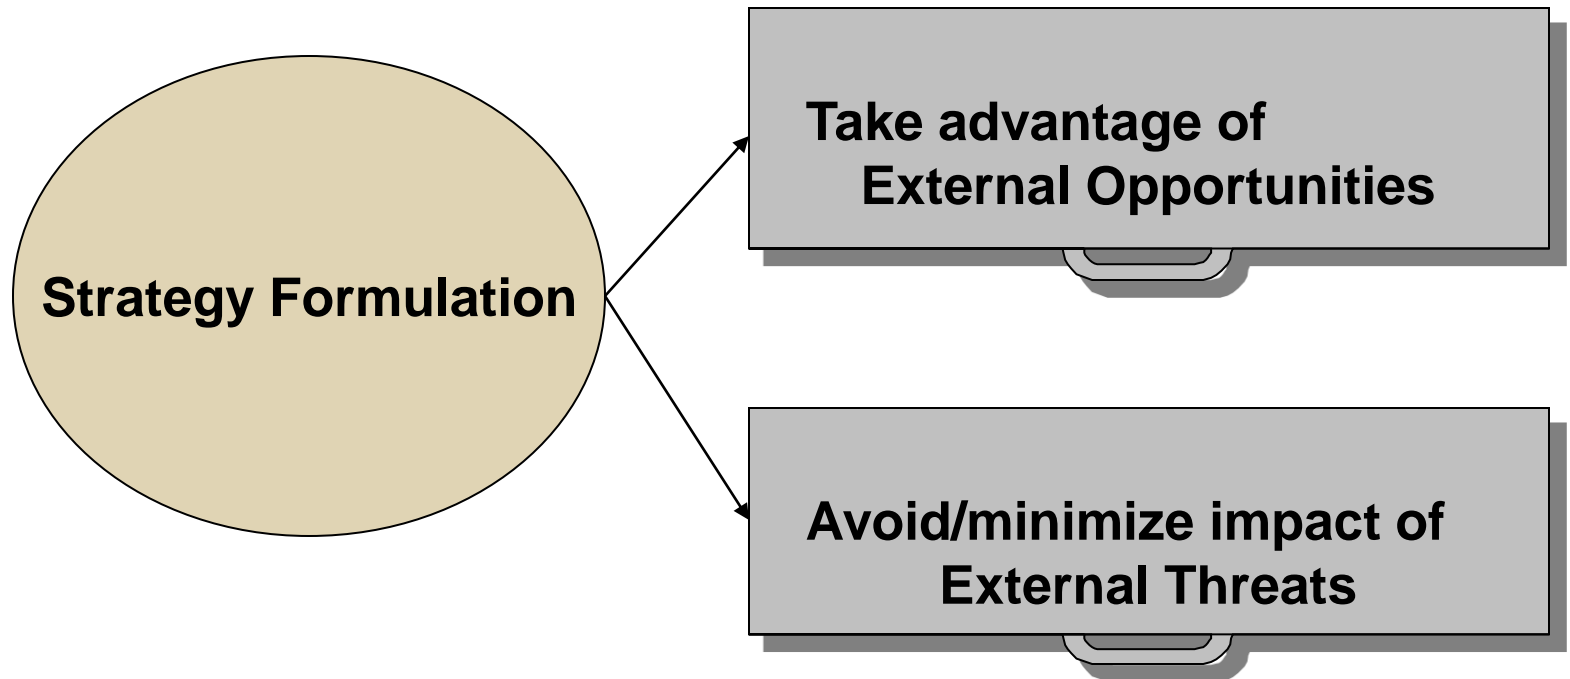 Strategy Formulation
Take advantage of
External Opportunities
Avoid/minimize impact of
External Threats